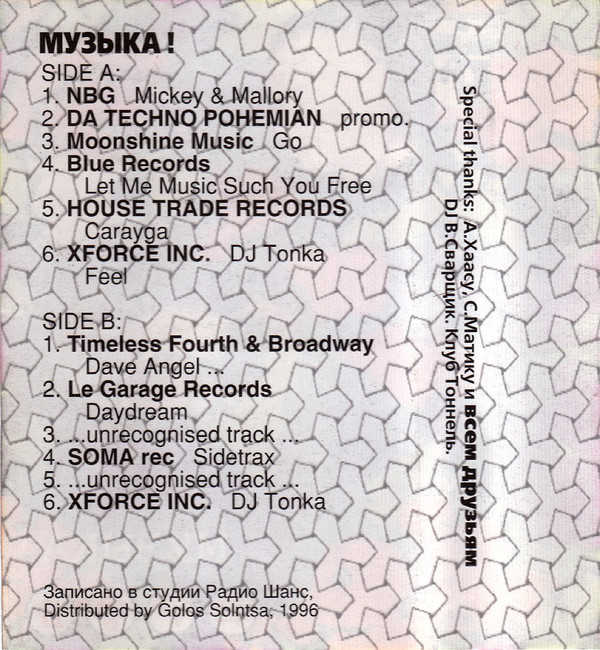 МУЗЫКА!
SIDE A:
1. NBG Mickey & Mallory
2. DA TECHNO POHEMIAN promo.
3. Moonshine Music Go
4. Blue Records
Let Me Music Such You Free
5. HOUSE TRADE RECORDS
Carayga
6. XFORCE INC. DJ Tonka
Feel
SIDE B:
1. Timeless Fourth & Broadway
Dave Angel ...
2. Le Garage Records
Daydream
3. ...unrecognised track ...
4. SOMA rec Sidetrax
5. ...unrecognised track ...
6. XFORCE INC. DJ Tonka
Записано в студии Радио Шанс,
Distributed by Golos Solntsa, 1996
Special thanks: А.Хаасу, С.Матику и всем друзьям
DJ В.Сварщик. Клуб Тоннель.